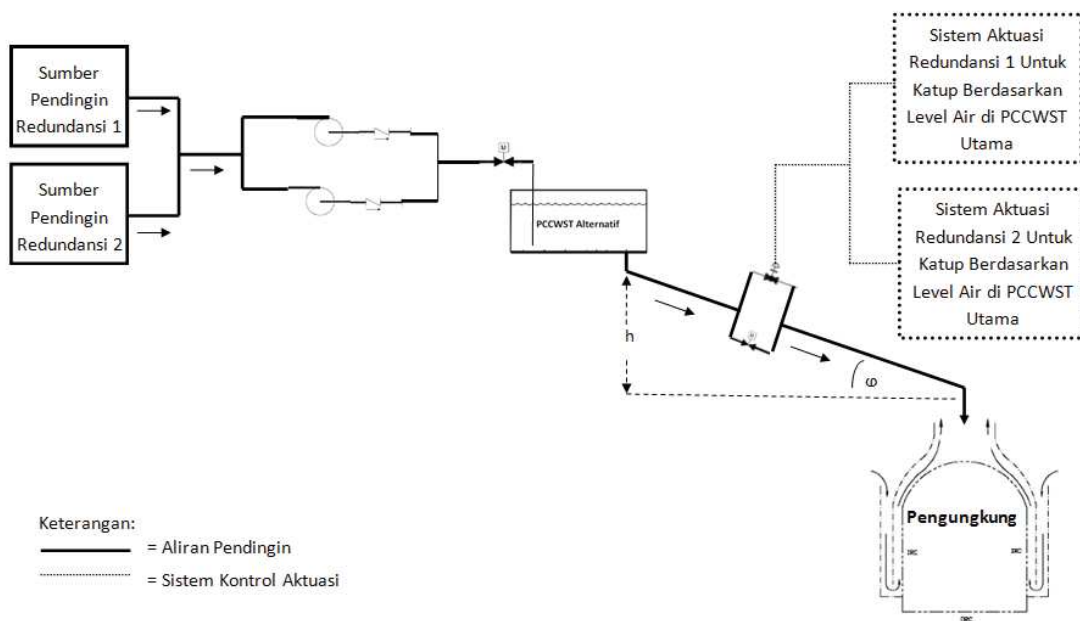 Sumber
Pendingin
Redundansi 1
Sumber
Pendingin
Redundansi 2
M
PCCWST Alternatif
M
h
φ
Sistem Aktuasi
Redundansi 1 Untuk
Katup Berdasarkan
Level Air di PCCWST
Utama
Sistem Aktuasi
Redundansi 2 Untuk
Katup Berdasarkan
Level Air di PCCWST
Utama
Pengungkung
Keterangan:
= Aliran Pendingin
= Sistem Kontrol Aktuasi